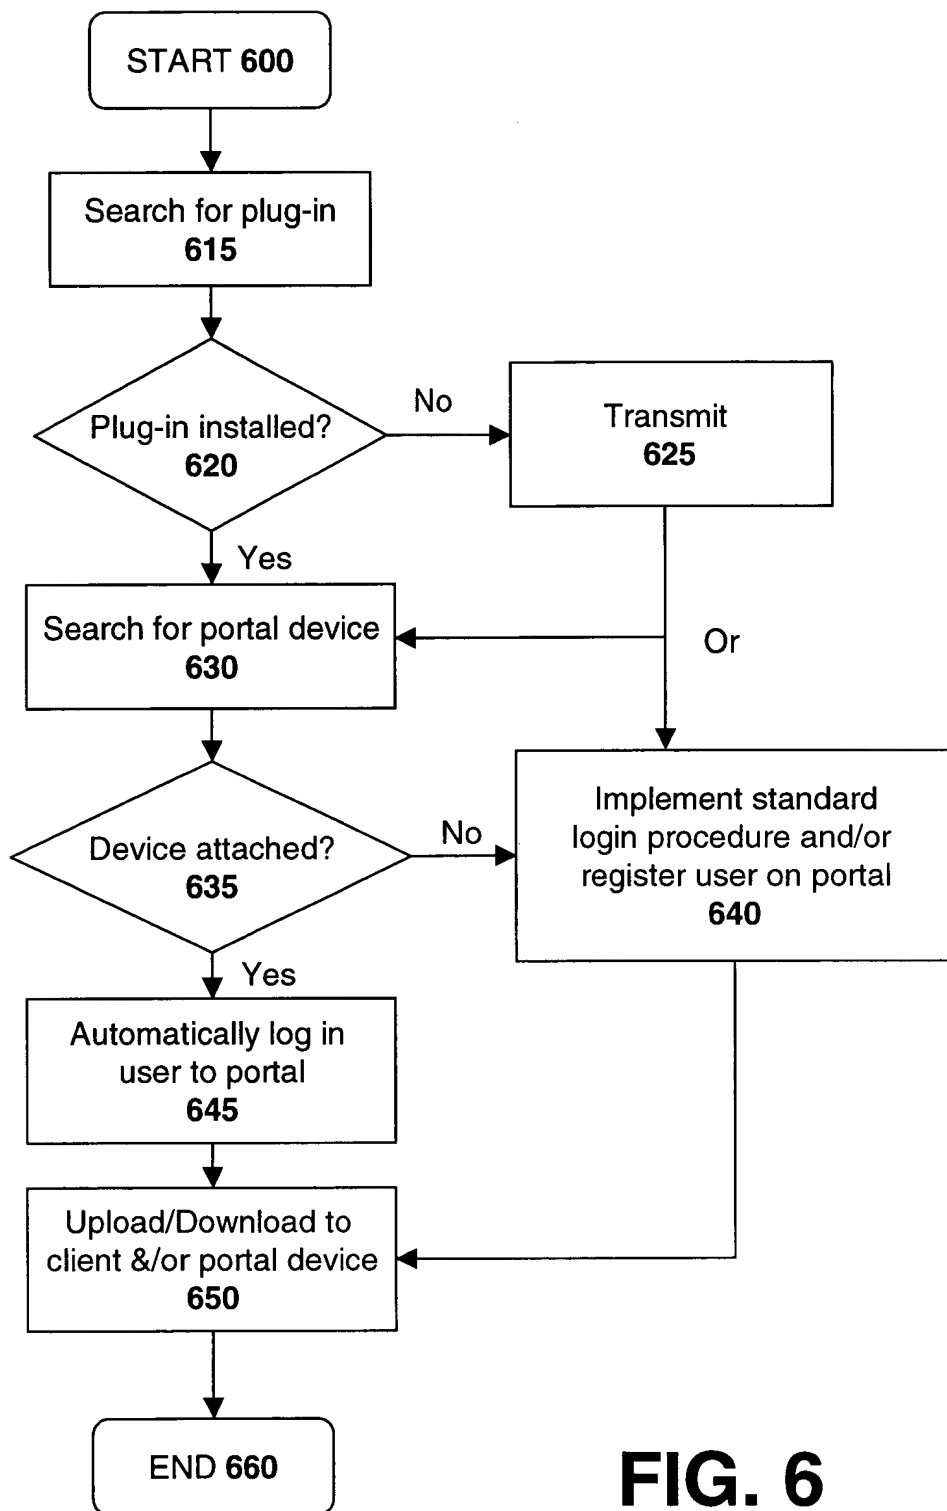 START 600
Search for plug-in
615
Plug-in installed?
620
No
Transmit
625
Yes
Search for portal device
630
Or
Device attached?
635
No
Implement standard
login procedure and/or
register user on portal
640
Yes
Automatically log in
user to portal
645
Upload/Download to
client &/or portal device
650
END 660
FIG. 6